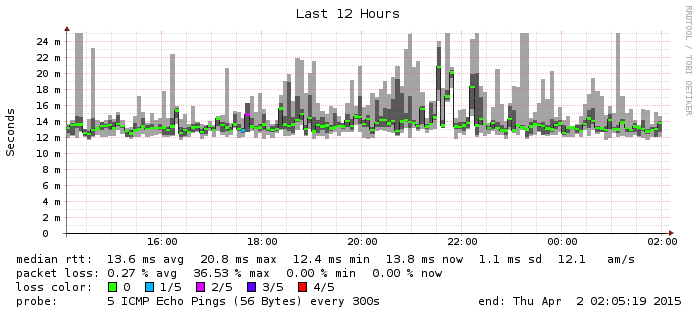 Last 12 Hours
RRDTOOL / TOBI OETIKER
Seconds
24 m
22 m
20 m
18 m
16 m
14 m
12 m
10 m
8 m
6 m
4 m
2 m
0
16:00 18:00 20:00 22:00 00:00 02:00
median rtt: 13.6 ms avg 20.8 ms max 12.4 ms min 13.8 ms now 1.1 ms sd 12.1 am/s
packet loss: 0.27 % avg 36.53 % max 0.00 % min 0.00 % now
loss color: 0 1/5 2/5 3/5 4/5
probe: 5 ICMP Echo Pings (56 Bytes) every 300s end: Thu Apr 2 02:05:19 2015